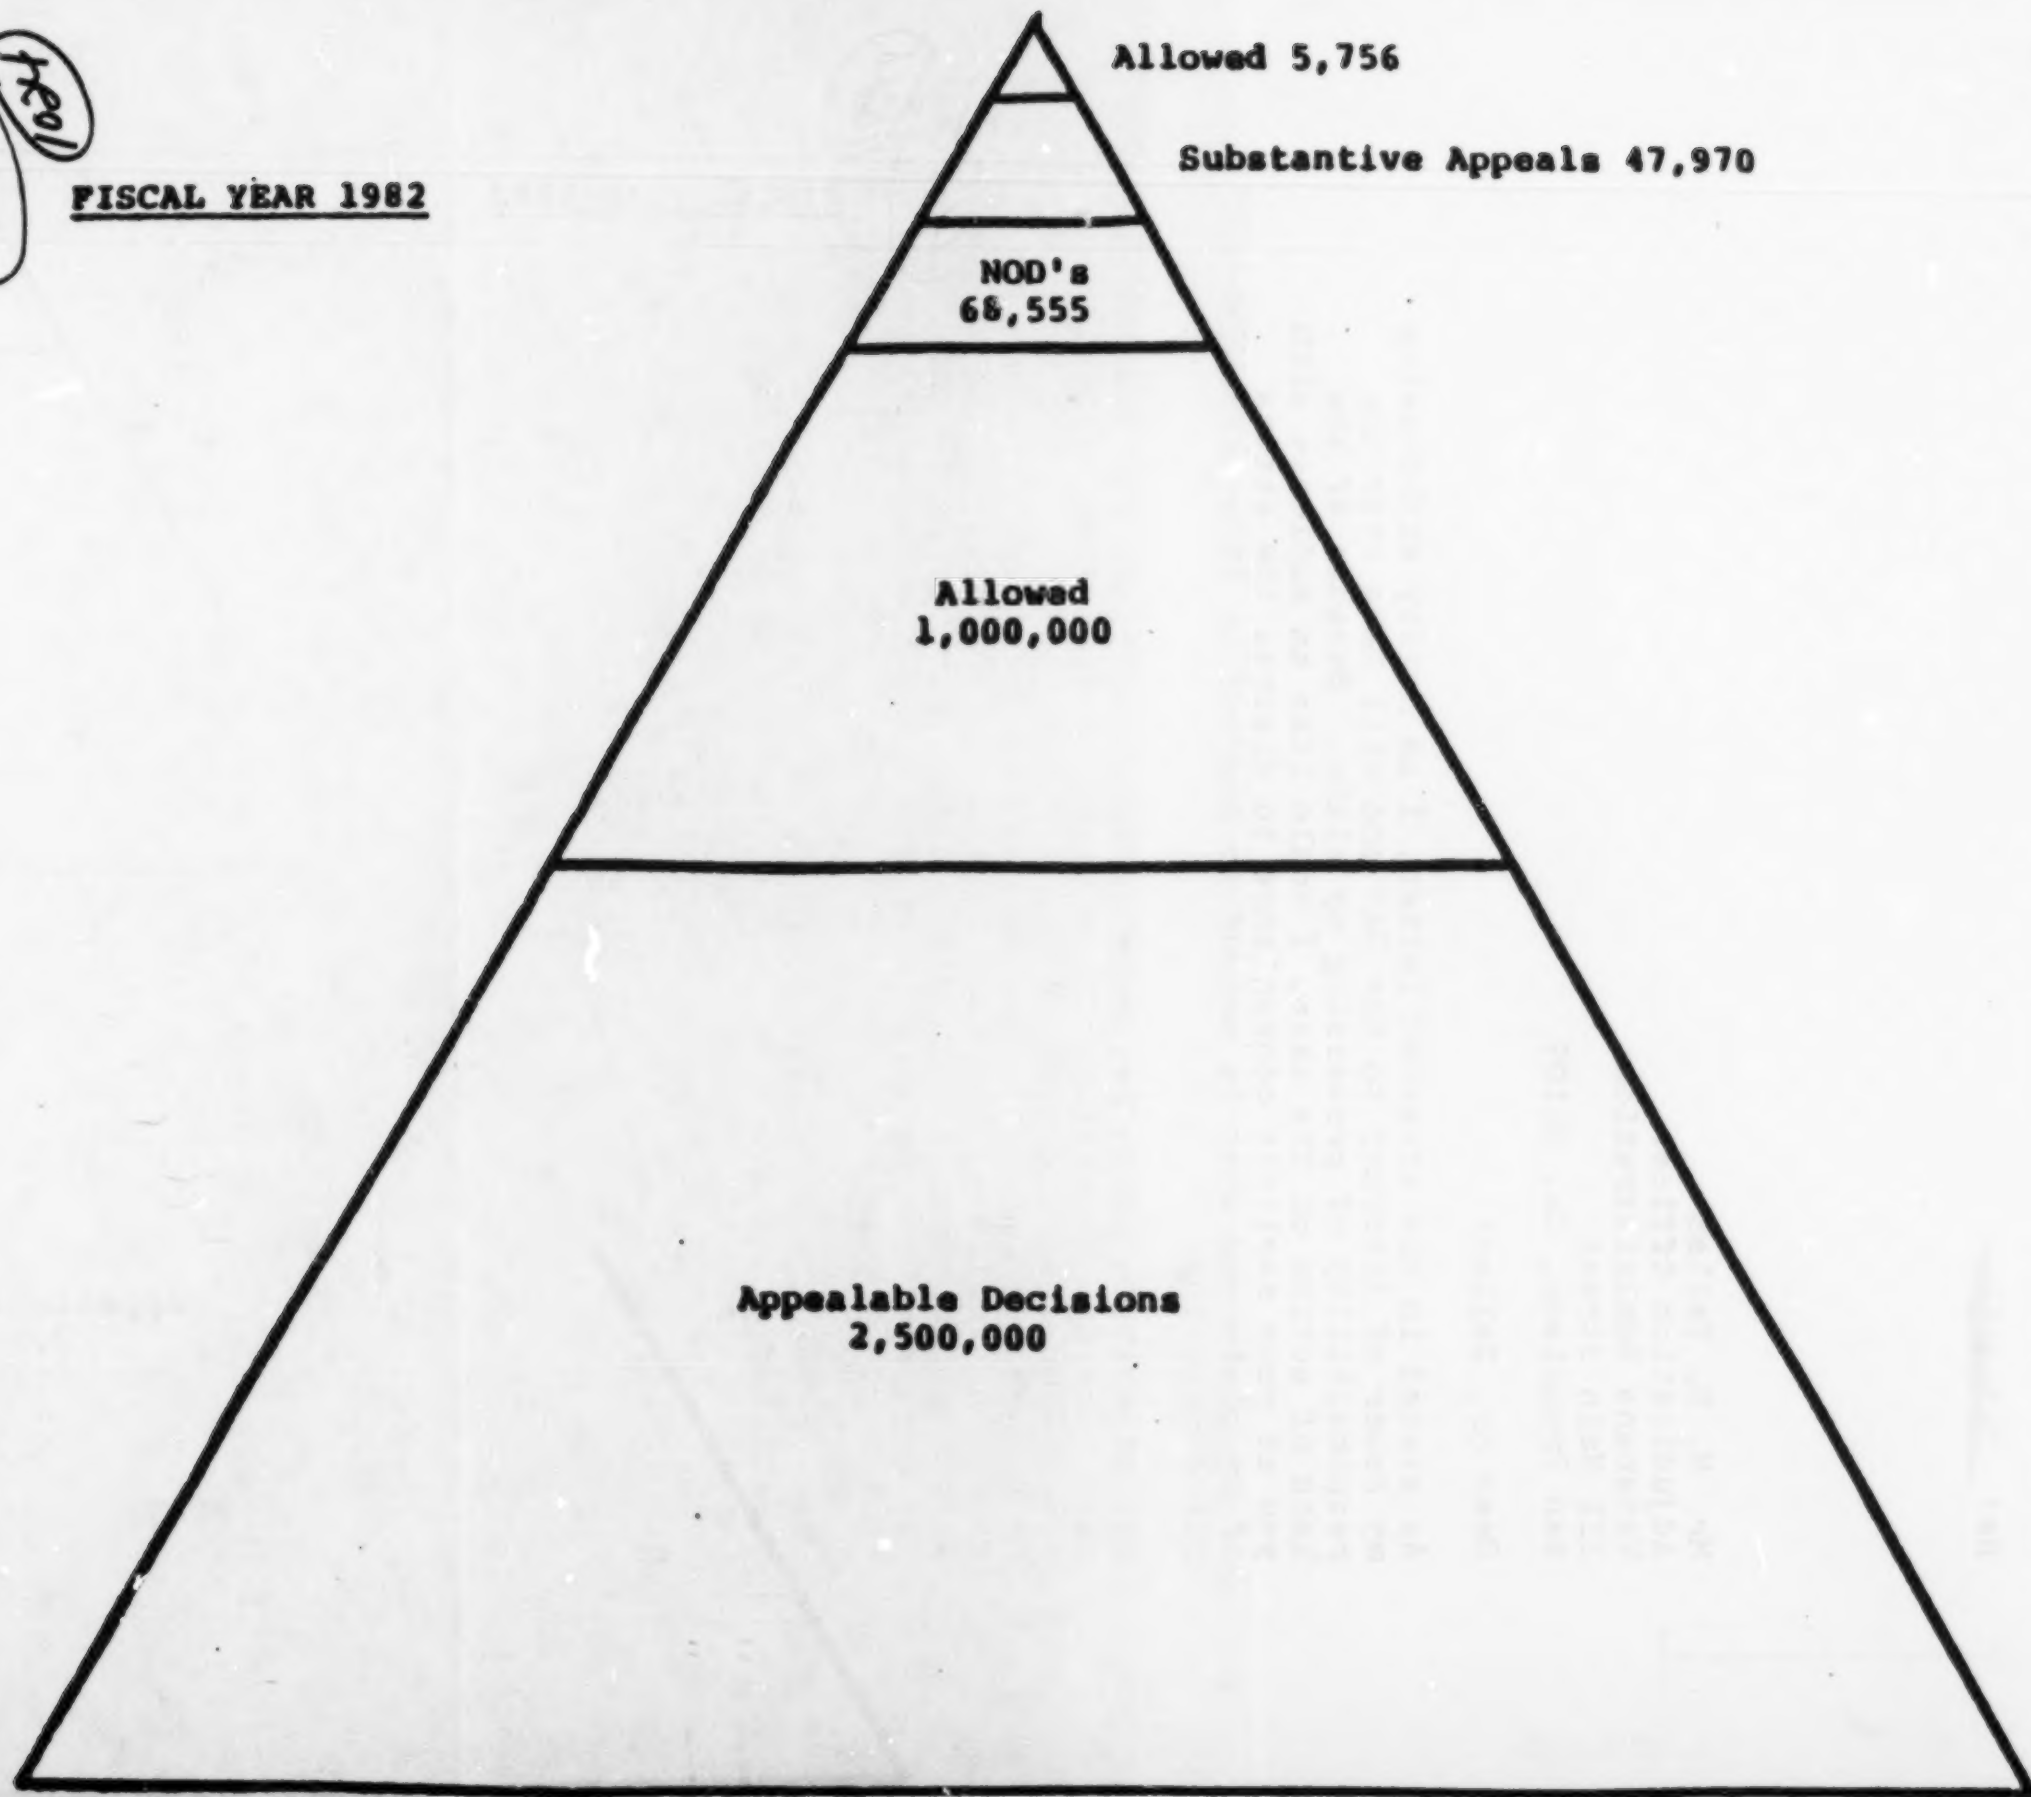 FISCAL YEAR 1982
Allowed 5,756
Substantive Appeals 47,970
NOD's
68,555
Allowed
1,000,000
Appealable Decisions
2,500,000